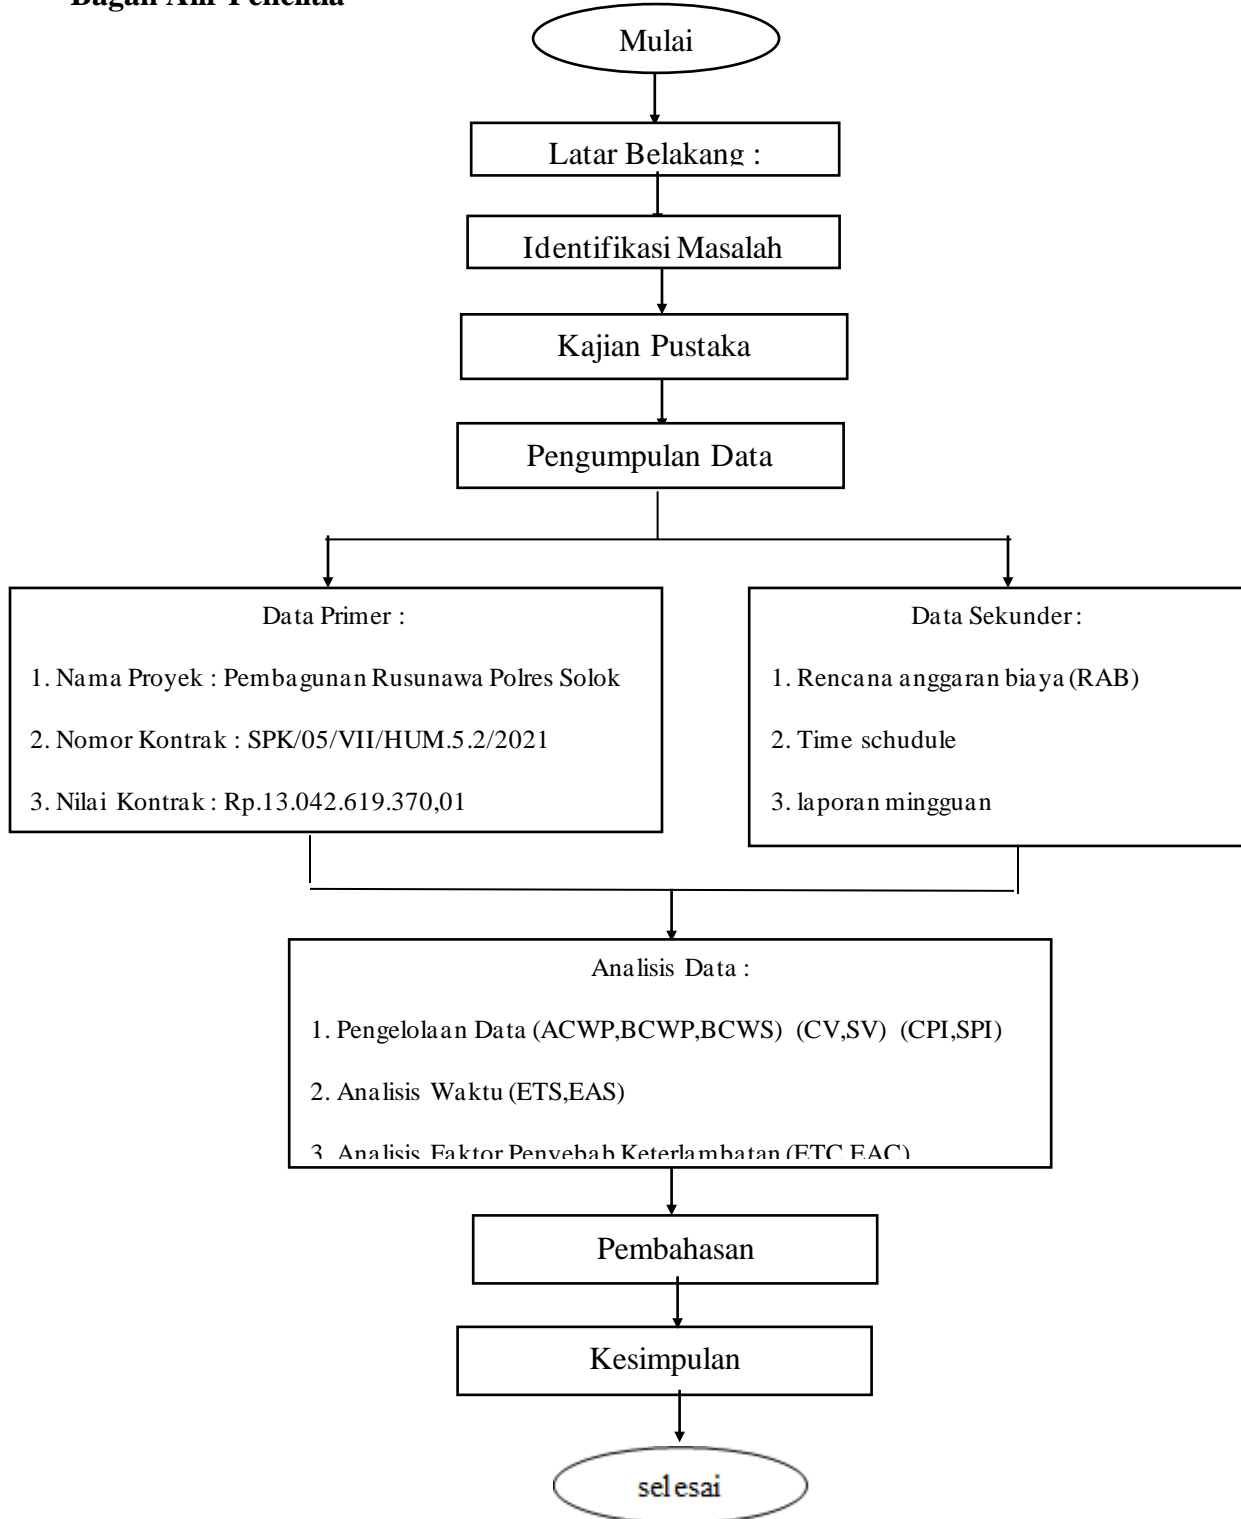 Bagan Alir Penelitia
Mulai
Latar Belakang :
Identifikasi Masalah
Kajian Pustaka
Pengumpulan Data
Data Primer :
1. Nama Proyek : Pembagunan Rusunawa Polres Solok
2. Nomor Kontrak : SPK/05/VII/HUM.5.2/2021
3. Nilai Kontrak : Rp.13.042.619.370,01
Data Sekunder :
1. Rencana anggaran biaya (RAB)
2. Time schudule
3. laporan mingguan
Analisis Data :
1. Pengelolaan Data (ACWP,BCWP,BCWS) (CV,SV) (CPI,SPI)
2. Analisis Waktu (ETS,EAS)
3. Analisis Faktor Penyebab Keterlambatan (ETC,EAC)
Pembahasan
Kesimpulan
selesai